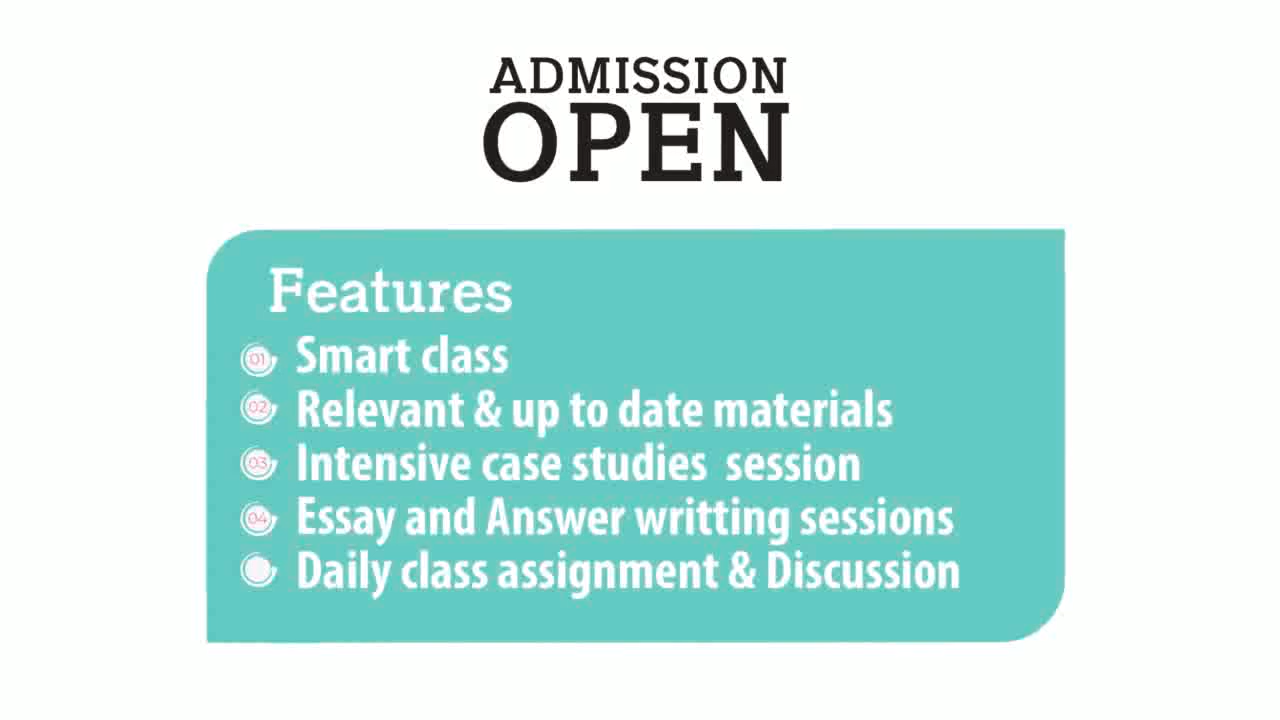 ADMISSION
OPEN
Features
01 Smart class
02 Relevant & up to date materials
03 Intensive case studies session
04 Essay and Answer writting sessions
Daily class assignment & Discussion